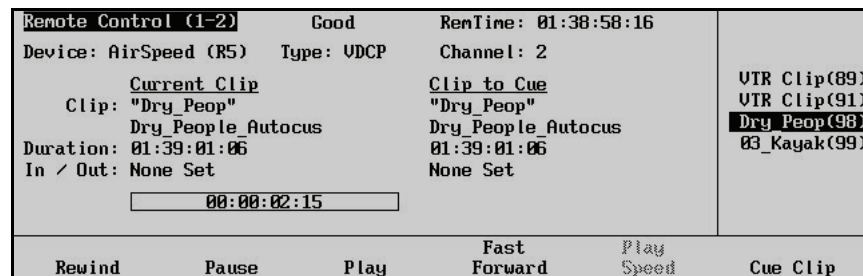 Remote Control (1-2) Good RemTime: 01:38:58:16
Device: AirSpeed (R5) Type: VDCP Channel: 2
Current Clip Clip to Cue
Clip: "Dry_Peop" "Dry_Peop"
Dry_People_Autocus Dry_People_Autocus
Duration: 01:39:01:06 01:39:01:06
In / Out: None Set None Set
00:00:02:15
VTR Clip(89)
VTR Clip(91)
Dry_Peop(98)
03_Kayak(99)
Rewind Pause Play Fast Forward Play Speed Cue Clip